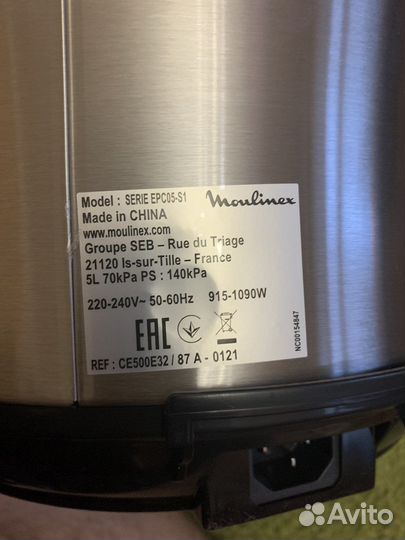 Model : SERIE EPC05-S1 Moulinex
Made in CHINA
www.moulinex.com
Groupe SEB – Rue du Triage
21120 Is-sur-Tille – France
5L 70kPa PS : 140kPa
220-240V~ 50-60Hz 915-1090W
EAC
REF : CE500E32 / 87 A - 0121
NC00154847
Avito